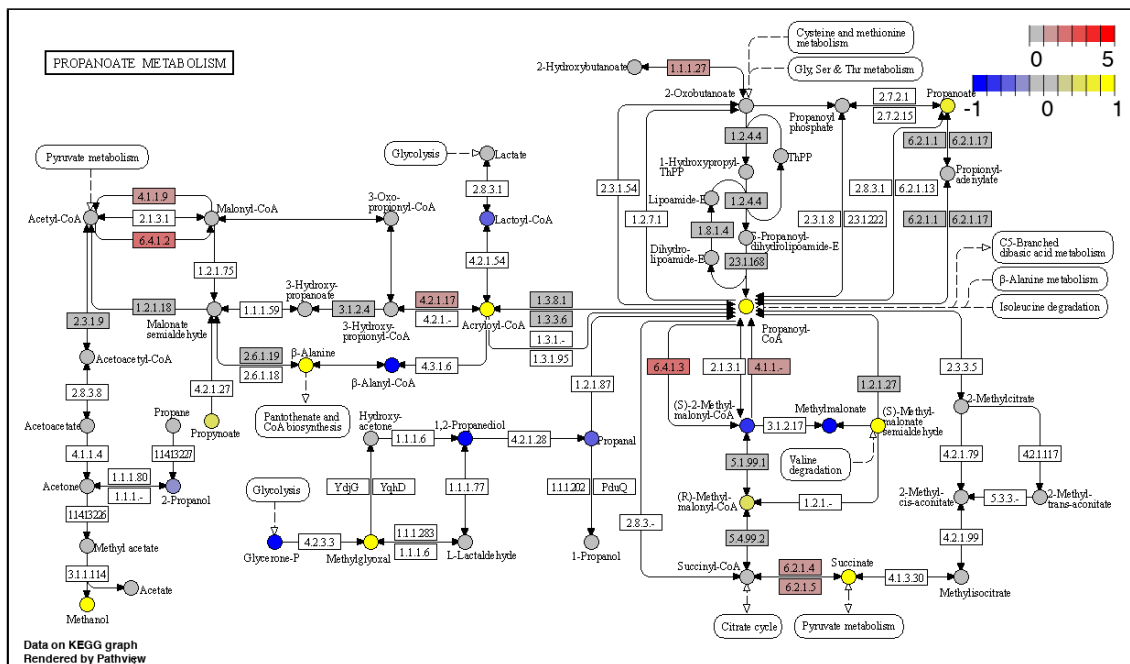 PROPANOATE METABOLISM
Cysteine and methionine
metabolism
Gly, Ser & Thr metabolism
0 5
-1 0 1
2-Hydroxybutanoate
1.1.1.27
2-Oxobutanoate
Propanoyl
phosphate
2.7.2.1
2.7.2.15
Propanoate
Pyruvate metabolism
Glycolysis
Lactate
1.2.4.4
ThPP
6.2.1.1
6.2.1.17
1-Hydroxypropyl-
ThPP
Propionyl-
adenylate
4.1.1.9
2.8.3.1
2.3.1.54
2.8.3.1
6.2.1.13
Acetyl-CoA
2.1.3.1
Malonyl-CoA
3-Oxo-
propionyl-CoA
Lactoyl-CoA
Lipoamide-E
1.2.4.4
1.2.7.1
2.3.1.8
2.3.1.222
6.2.1.1
6.2.1.17
6.4.1.2
1.8.1.4
S-Propanoyl-
dihydrolipoamide-E
Dihydro-
lipoamide-E
2.3.1.168
C5-Branched
dibasic acid metabolism
1.2.1.75
4.2.1.54
β-Alanine metabolism
Isoleucine degradation
3-Hydroxy-
propanoate
1.2.1.18
1.1.1.59
3.1.2.4
4.2.1.17
4.2.1.-
1.3.8.1
1.3.3.6
1.3.1.-
1.3.1.95
Malonate
semialdehyde
3-Hydroxy-
propionyl-CoA
Acryloyl-CoA
Propanoyl-
CoA
2.3.1.9
Acetoacetyl-CoA
2.6.1.19
2.6.1.18
β-Alanine
4.3.1.6
β-Alanyl-CoA
6.4.1.3
2.1.3.1
4.1.1.-
1.2.1.27
2.3.3.5
2.8.3.8
4.2.1.27
1.2.1.87
Propane
Propynoate
Pantothenate and
CoA biosynthesis
Acetoacetate
Hydroxy-
acetone
1,2-Propanediol
1.1.1.6
4.2.1.28
Propanal
(S)-2-Methyl-
malonyl-CoA
Methylmalonate
3.1.2.17
(S)-Methyl-
malonate
semialdehyde
2-Methylcitrate
4.1.1.4
1.14.13.227
Valine
degradation
5.1.99.1
4.2.1.79
4.2.1.117
Acetone
1.1.1.80
1.1.1.-
2-Propanol
Glycolysis
YdjG
YqhD
1.1.1.77
1.1.1.202
PduQ
(R)-Methyl-
malonyl-CoA
1.2.1.-
2-Methyl-
cis-aconitate
5.3.3.-
2-Methyl-
trans-aconitate
1.14.13.226
2.8.3.-
Methyl acetate
Glycerone-P
4.2.3.3
Methylglyoxal
1.1.1.283
1.1.1.6
L-Lactaldehyde
1-Propanol
5.4.99.2
4.2.1.99
3.1.1.114
Acetate
Succinyl-CoA
6.2.1.4
6.2.1.5
Succinate
4.1.3.30
Methylisocitrate
Methanol
Citrate cycle
Pyruvate metabolism
Data on KEGG graph
Rendered by Pathview